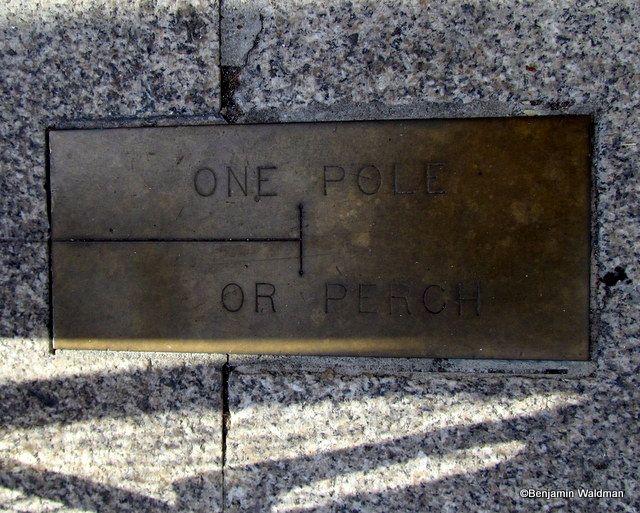 ONE POLE
OR PERCH
©Benjamin Waldman